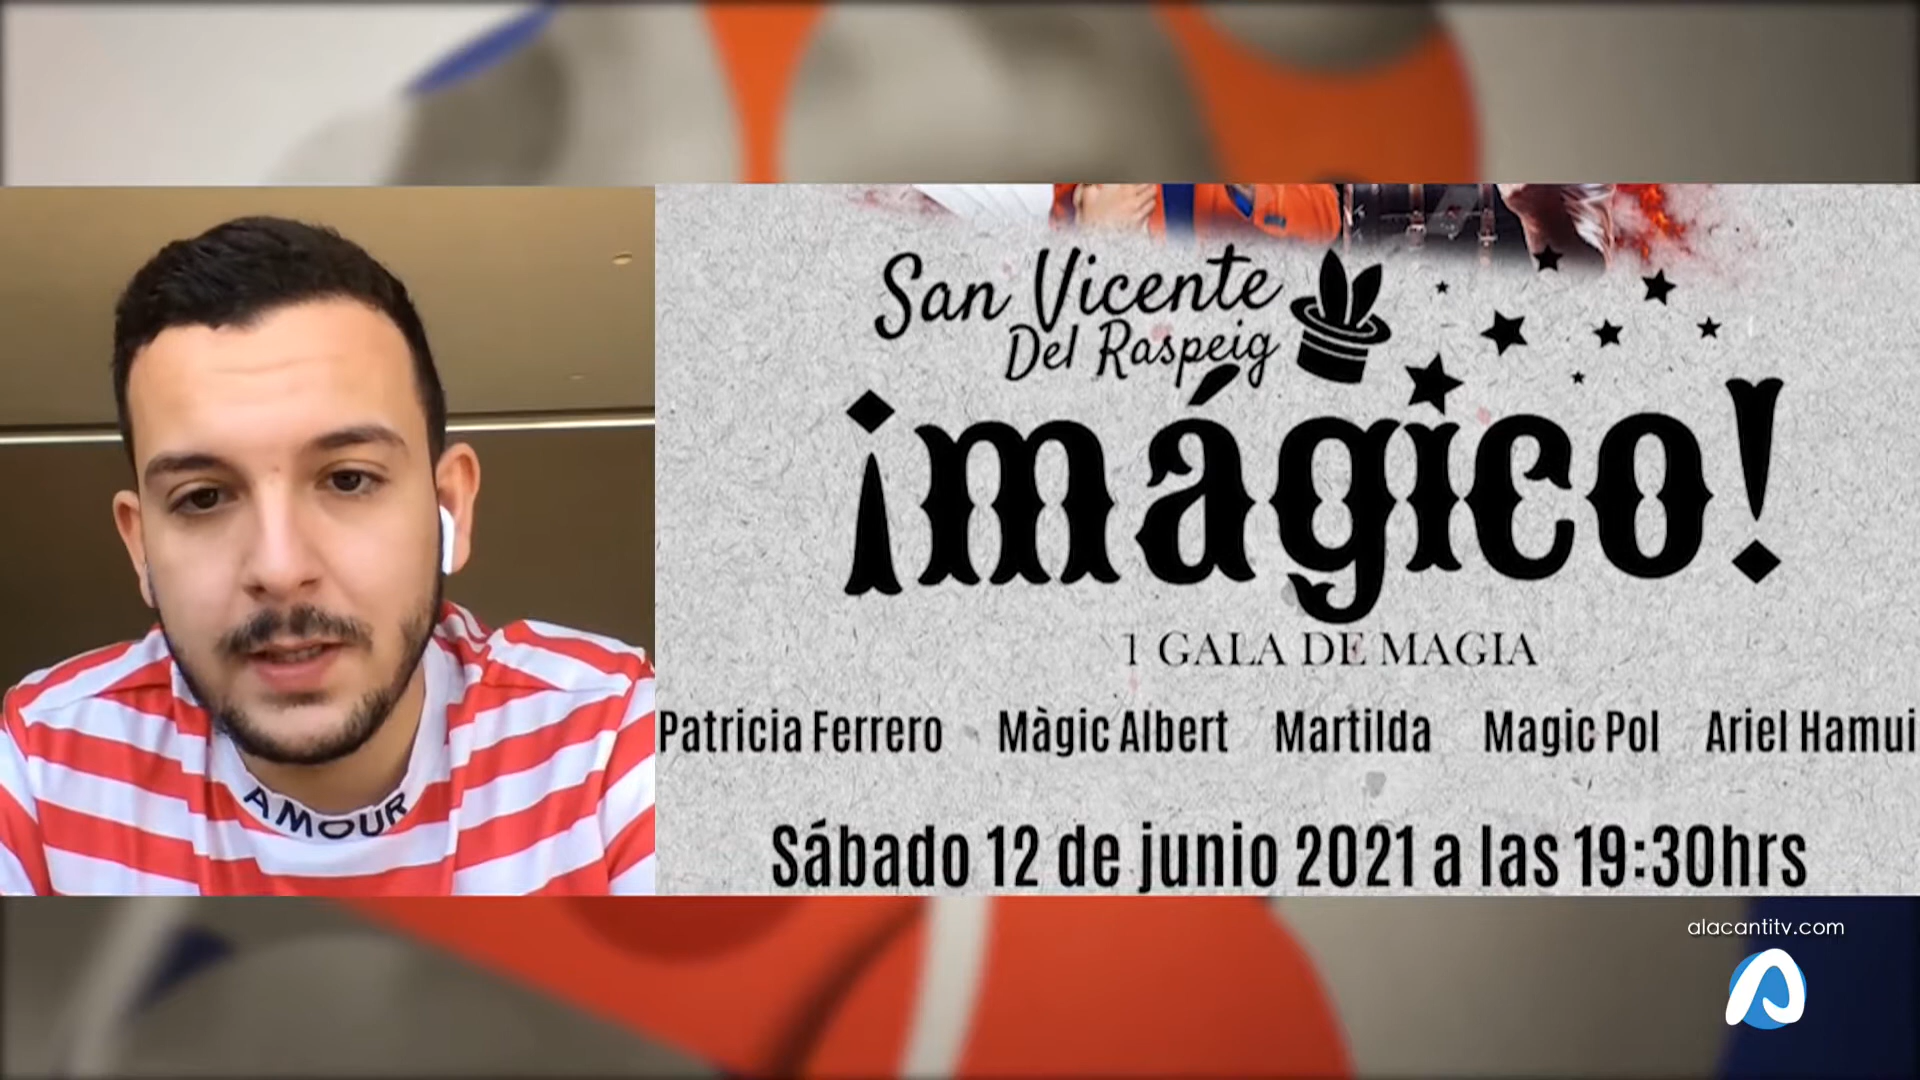 San Vicente
Del Raspeig
¡mágico!
1 GALA DE MAGIA
Patricia Ferrero Màgic Albert Martilda Magic Pol Ariel Hamui
Sábado 12 de junio 2021 a las 19:30hrs
AMOUR
alacantitv.com